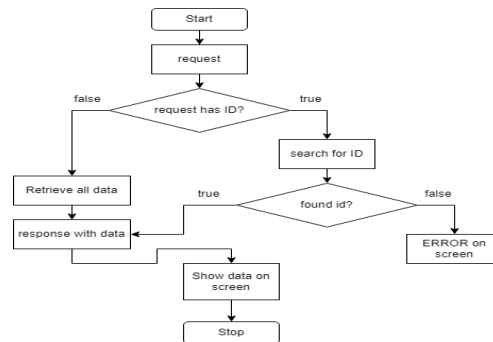 Start
request
false
request has ID?
true
search for ID
Retrieve all data
true
found id?
false
response with data
ERROR on
screen
Show data on
screen
Stop